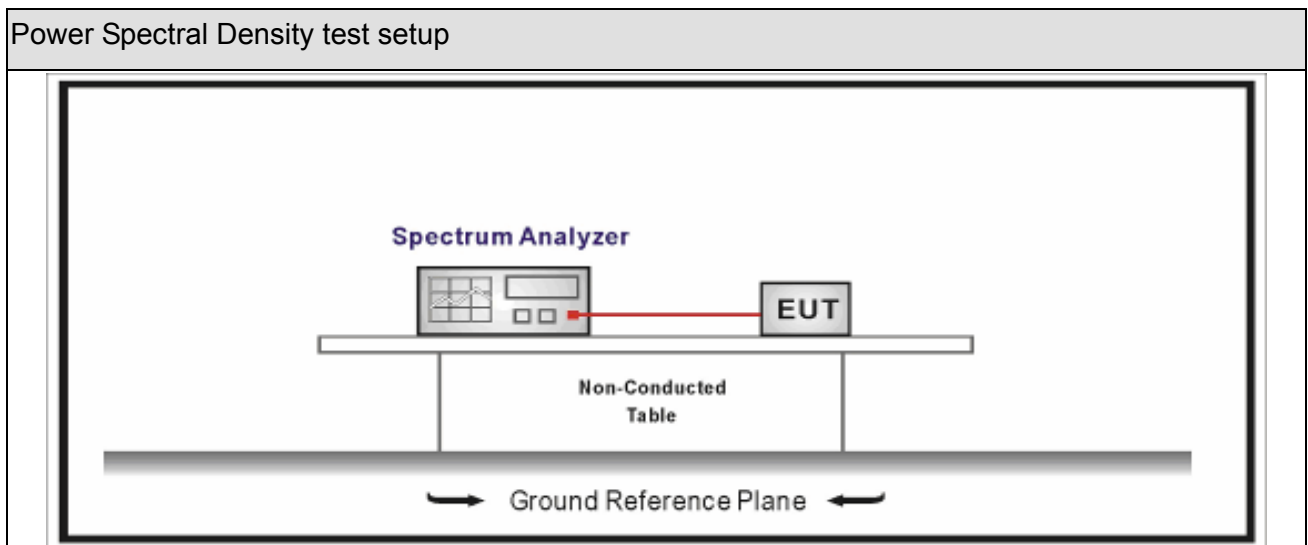 Power Spectral Density test setup
Spectrum Analyzer
EUT
Non-Conducted
Table
Ground Reference Plane